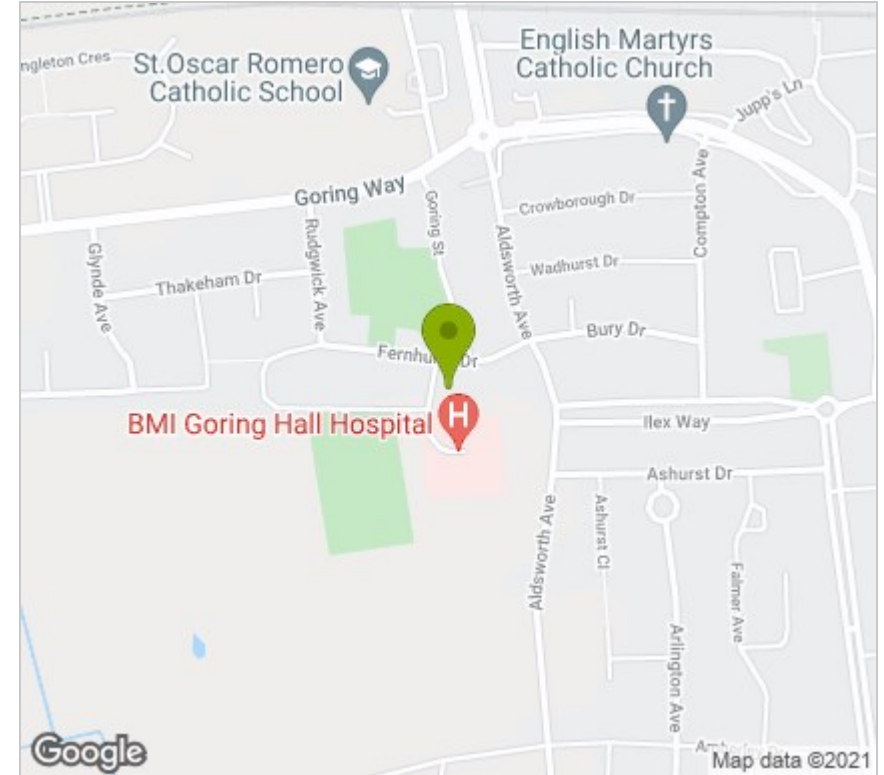 ngleton Cres
St.Oscar Romero
Catholic School
English Martyrs
Catholic Church
Jupp's Ln
Goring Way
Goring St
Rudgwick Ave
Crowborough Dr
Compton Ave
Aldsworth Ave
Wadhurst Dr
Glynde Ave
Thakeham Dr
Bury Dr
Dr
BMI Goring Hall Hospital
H
Ilex Way
Ashurst Dr
Ashurst Cl
Aldsworth Ave
Falmer Ave
Arlington Ave
Google
Map data ©2021